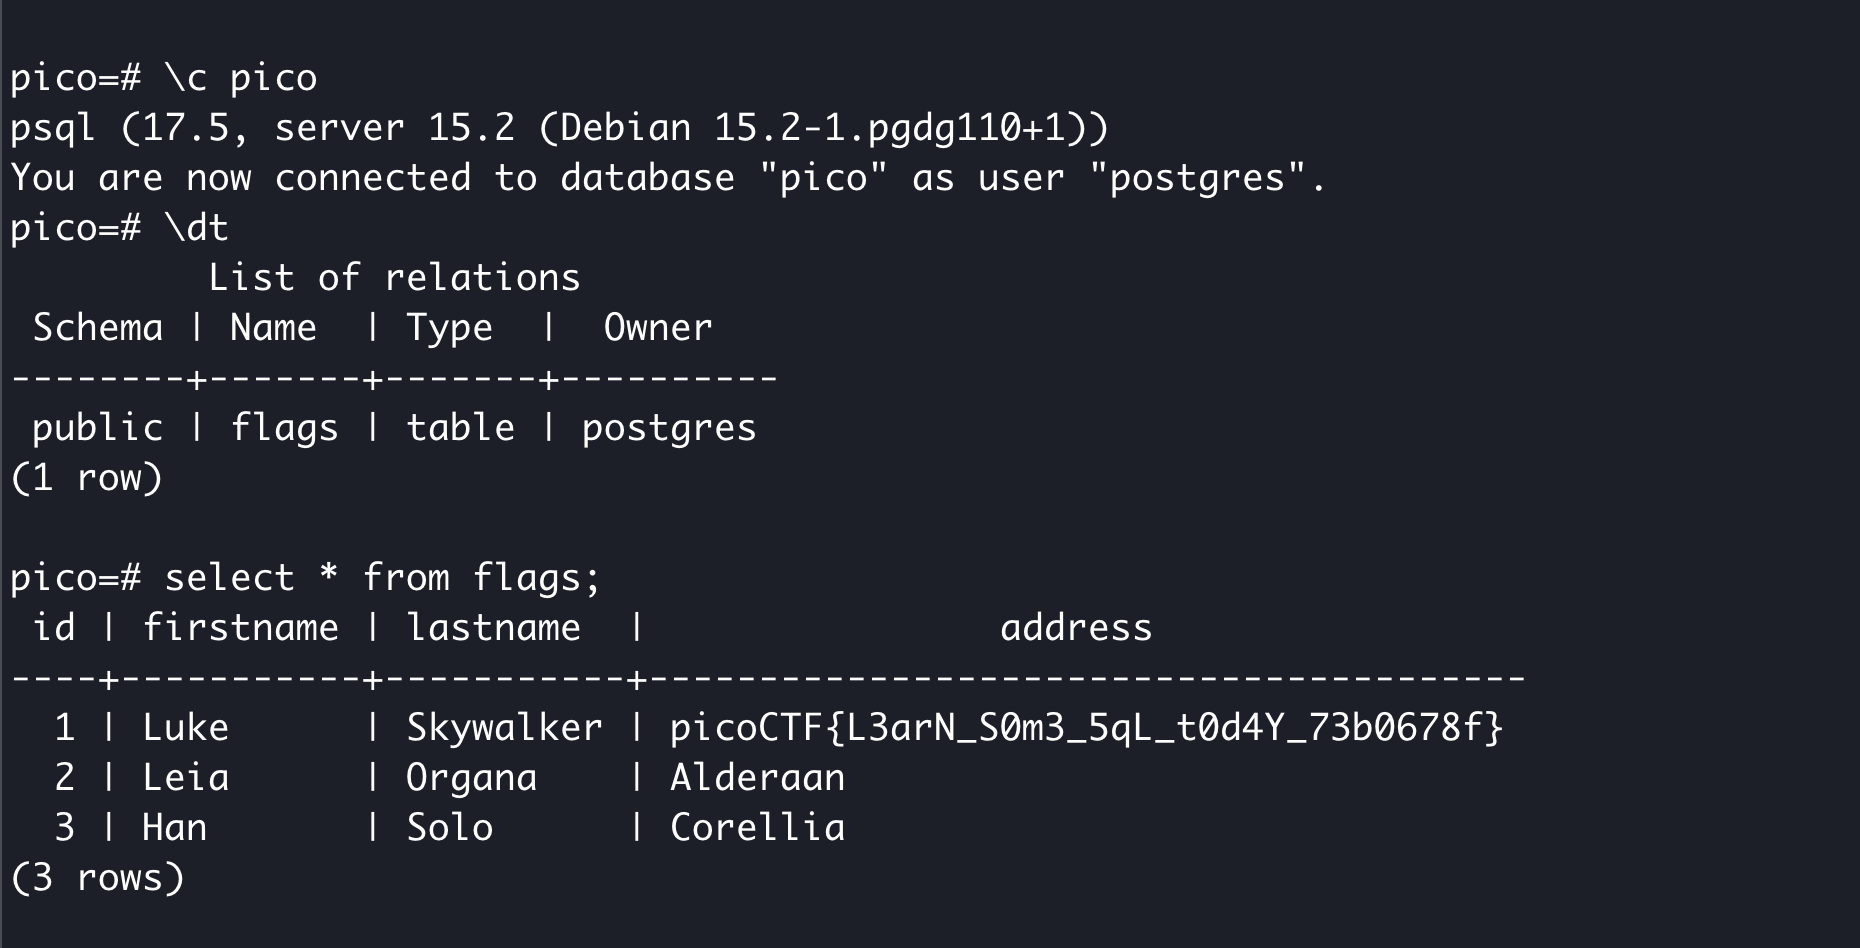 pico=# \c pico
psql (17.5, server 15.2 (Debian 15.2-1.pgdg110+1))
You are now connected to database "pico" as user "postgres".
pico=# \dt
         List of relations
 Schema | Name  | Type  |  Owner
--------+-------+-------+----------
 public | flags | table | postgres
(1 row)

pico=# select * from flags;
 id | firstname | lastname  |                address
----+-----------+-----------+----------------------------------------
  1 | Luke      | Skywalker | picoCTF{L3arN_S0m3_5qL_t0d4Y_73b0678f}
  2 | Leia      | Organa    | Alderaan
  3 | Han       | Solo      | Corellia
(3 rows)